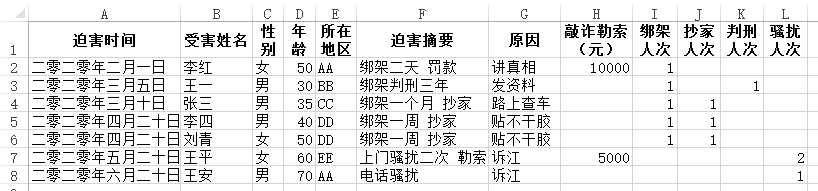 A B C D E F G H I J K L
1 迫害时间 受害姓名 性别 年龄 所在地区 迫害摘要 原因 敲诈勒索（元） 绑架人次 抄家人次 判刑人次 骚扰人次
2 二零二零年二月一日 李红 女 50 AA 绑架二天 罚款 讲真相 10000 1
3 二零二零年三月五日 王一 男 30 BB 绑架判刑三年 发资料 1 1
4 二零二零年三月十日 张三 男 35 CC 绑架一个月 抄家 路上查车 1 1
5 二零二零年四月二十日 李四 男 40 DD 绑架一周 抄家 贴不干胶 1 1
6 二零二零年四月二十日 刘青 女 50 DD 绑架一周 抄家 贴不干胶 1 1
7 二零二零年五月二十日 王平 女 60 EE 上门骚扰二次 勒索 诉江 5000 2
8 二零二零年六月二十日 王安 男 70 AA 电话骚扰 诉江 1